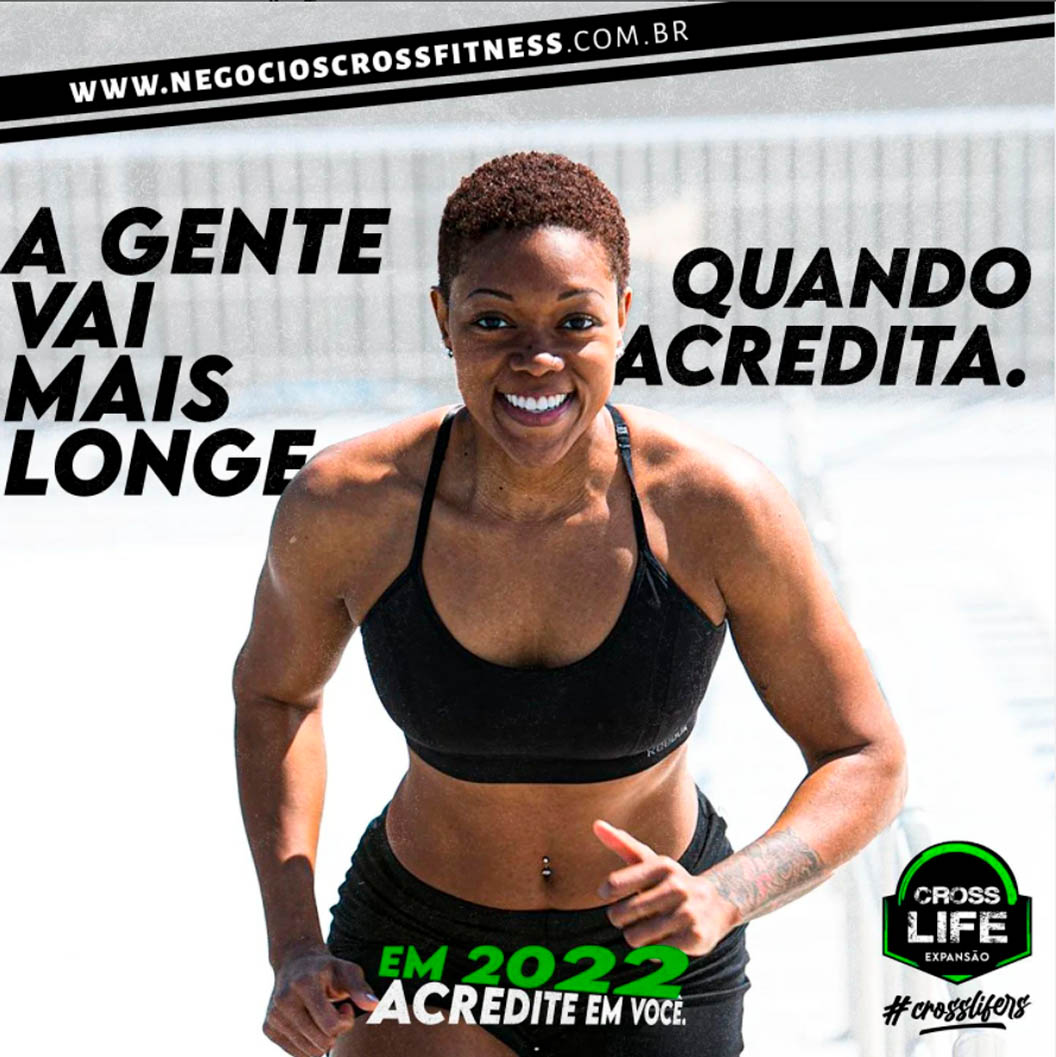 WWW.NEGOCIOSCROSSFITNESS.COM.BR
A GENTE
VAI
MAIS
LONGE
QUANDO
ACREDITA.
EM 2022
ACREDITE EM VOCÊ.
CROSS
LIFE
EXPANSÃO
#crosslifers